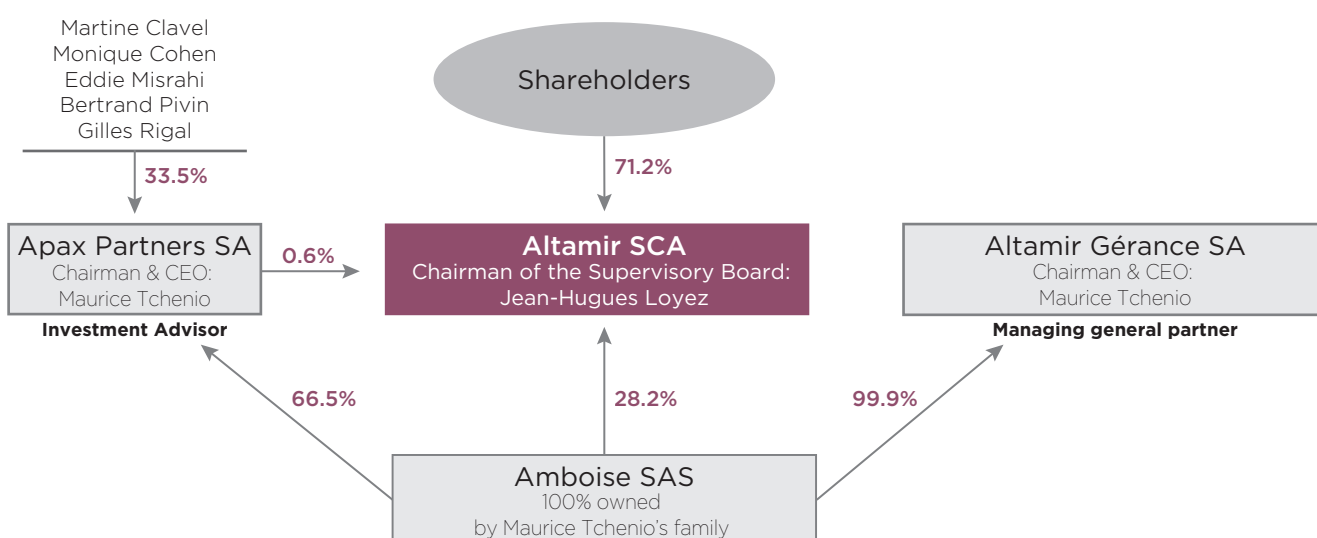 Martine Clavel
Monique Cohen
Eddie Misrahi
Bertrand Pivin
Gilles Rigal
33.5%
Shareholders
71.2%
Apax Partners SA
Chairman & CEO:
Maurice Tchenio
Investment Advisor
0.6%
Altamir SCA
Chairman of the Supervisory Board:
Jean-Hugues Loyez
Altamir Gérance SA
Chairman & CEO:
Maurice Tchenio
Managing general partner
66.5%
28.2%
99.9%
Amboise SAS
100% owned
by Maurice Tchenio’s family